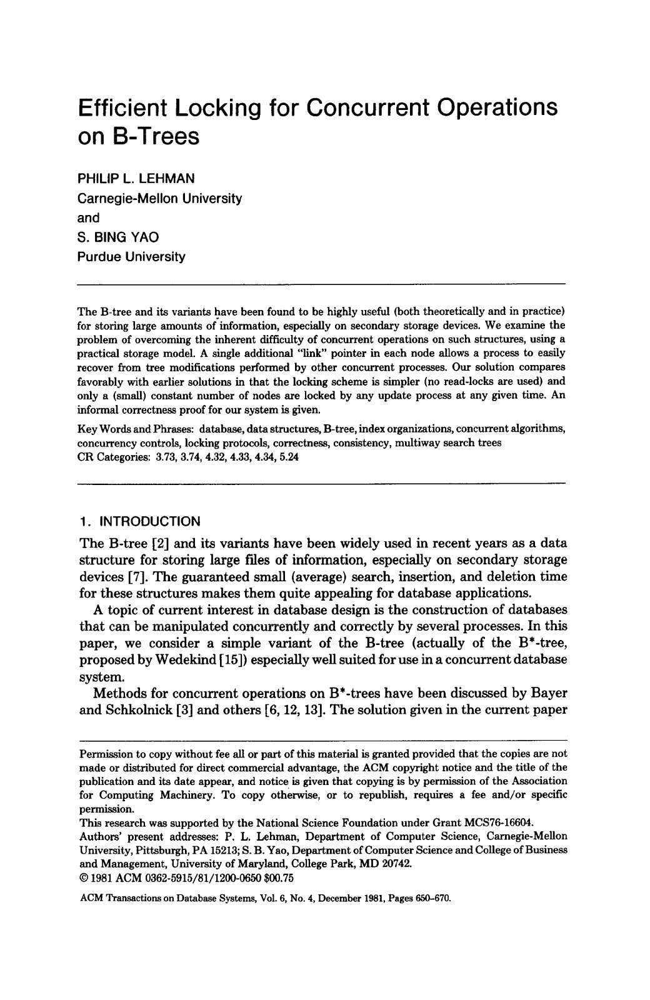 Efficient Locking for Concurrent Operations
on B-Trees
PHILIP L. LEHMAN
Carnegie-Mellon University
and
S. BING YAO
Purdue University
The B-tree and its variants have been found to be highly useful (both theoretically and in practice)
for storing large amounts of information, especially on secondary storage devices. We examine the
problem of overcoming the inherent difficulty of concurrent operations on such structures, using a
practical storage model. A single additional “link” pointer in each node allows a process to easily
recover from tree modifications performed by other concurrent processes. Our solution compares
favorably with earlier solutions in that the locking scheme is simpler (no read-locks are used) and
only a (small) constant number of nodes are locked by any update process at any given time. An
informal correctness proof for our system is given.
Key Words and Phrases: database, data structures, B-tree, index organizations, concurrent algorithms,
concurrency controls, locking protocols, correctness, consistency, multiway search trees
CR Categories: 3.73, 3.74, 4.32, 4.33, 4.34, 5.24
1. INTRODUCTION
The B-tree [2] and its variants have been widely used in recent years as a data
structure for storing large files of information, especially on secondary storage
devices [7]. The guaranteed small (average) search, insertion, and deletion time
for these structures makes them quite appealing for database applications.
A topic of current interest in database design is the construction of databases
that can be manipulated concurrently and correctly by several processes. In this
paper, we consider a simple variant of the B-tree (actually of the B*-tree,
proposed by Wedekind [15]) especially well suited for use in a concurrent database
system.
Methods for concurrent operations on B*-trees have been discussed by Bayer
and Schkolnick [3] and others [6, 12, 13]. The solution given in the current paper
Permission to copy without fee all or part of this material is granted provided that the copies are not
made or distributed for direct commercial advantage, the ACM copyright notice and the title of the
publication and its date appear, and notice is given that copying is by permission of the Association
for Computing Machinery. To copy otherwise, or to republish, requires a fee and/or specific
permission.
This research was supported by the National Science Foundation under Grant MCS76-16604.
Authors’ present addresses: P. L. Lehman, Department of Computer Science, Carnegie-Mellon
University, Pittsburgh, PA 15213; S. B. Yao, Department of Computer Science and College of Business
and Management, University of Maryland, College Park, MD 20742.
© 1981 ACM 0362-5915/81/1200-0650 $00.75
ACM Transactions on Database Systems, Vol. 6, No. 4, December 1981, Pages 650–670.